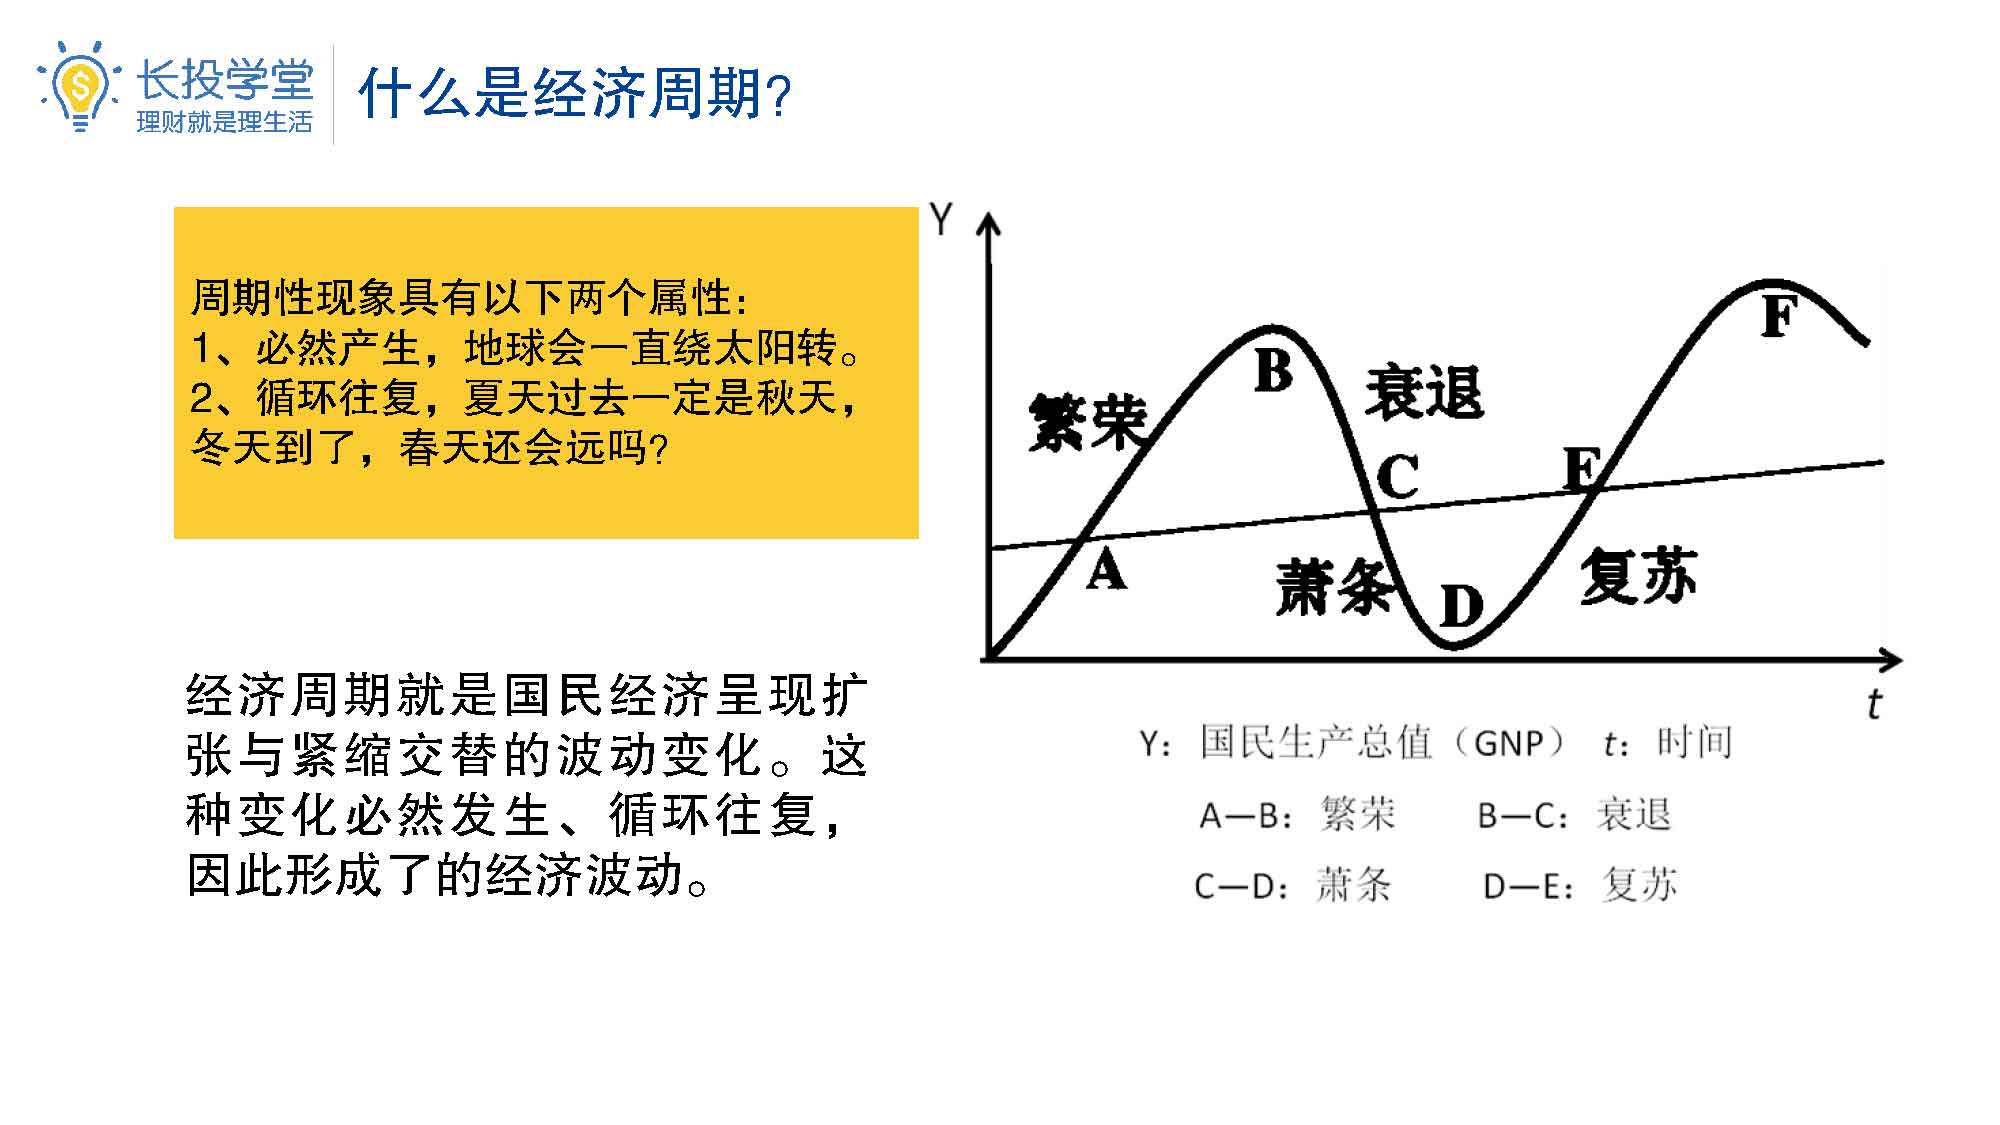 长投学堂
理财就是理生活
什么是经济周期?
周期性现象具有以下两个属性：
1、必然产生，地球会一直绕太阳转。
2、循环往复，夏天过去一定是秋天，
冬天到了，春天还会远吗?
经济周期就是国民经济呈现扩
张与紧缩交替的波动变化。这
种变化必然发生、循环往复，
因此形成了的经济波动。
Y
F
B
繁荣
衰退
C
E
A
萧条
D
复苏
t
Y：国民生产总值（GNP） t：时间
A—B：繁荣 B—C：衰退
C—D：萧条 D—E：复苏